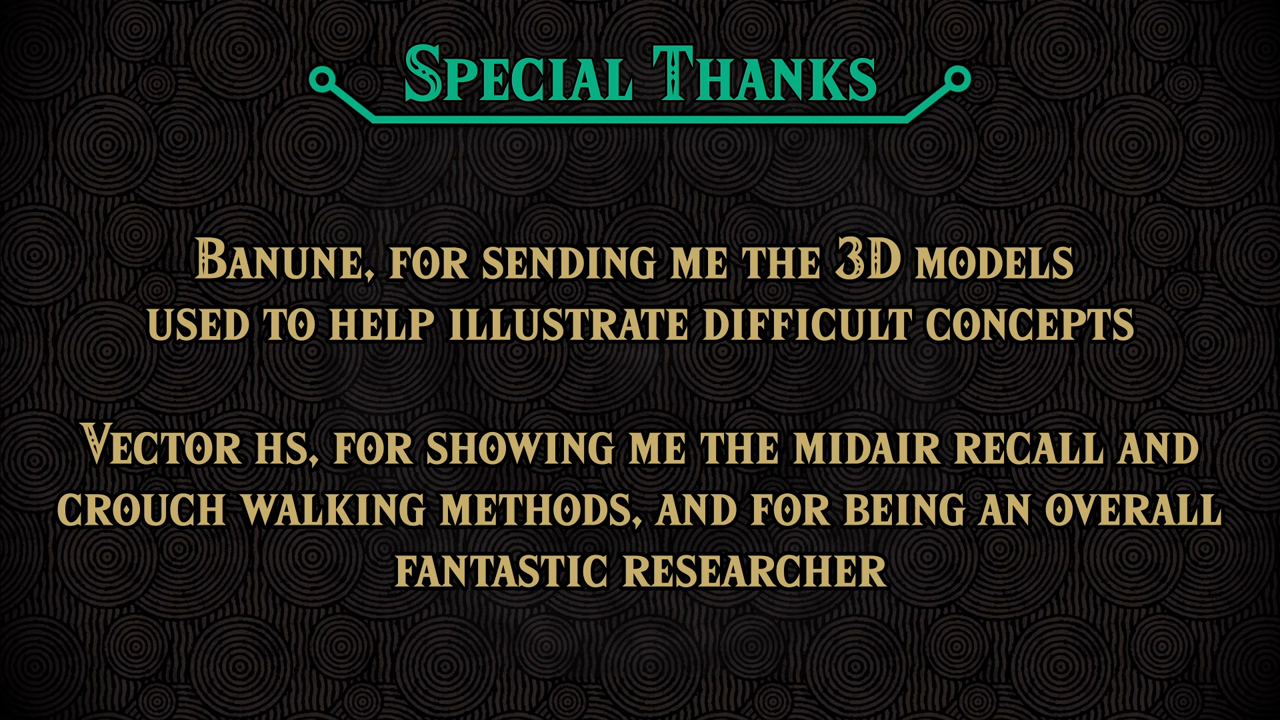 Special Thanks
Banune, for sending me the 3D models
used to help illustrate difficult concepts
Vector hs, for showing me the midair recall and
crouch walking methods, and for being an overall
fantastic researcher